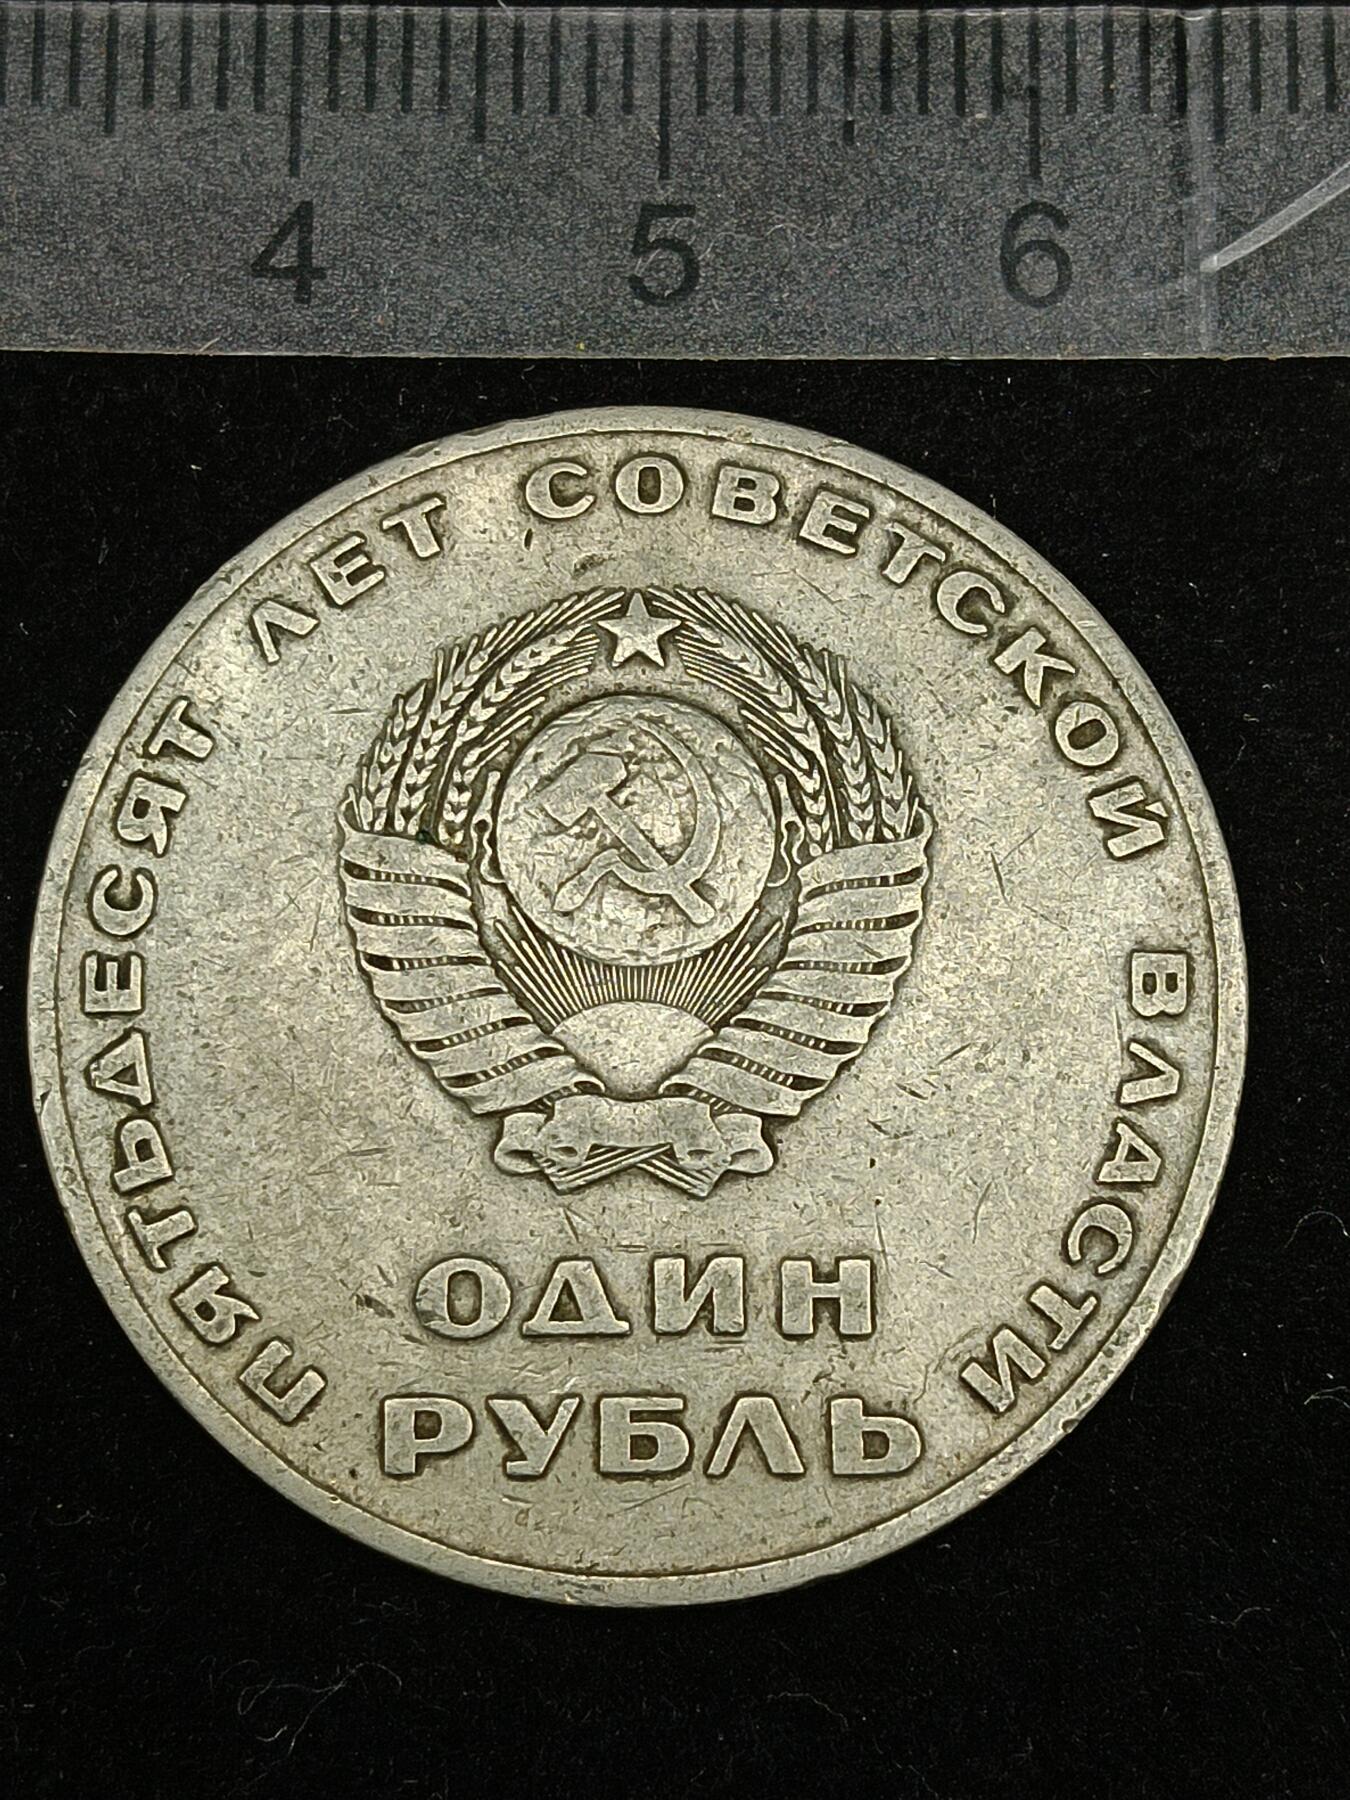 4 5 6
ПЯТЬДЕСЯТ ЛЕТ СОВЕТСКОЙ ВЛАСТИ
ОДИН
РУБЛЬ